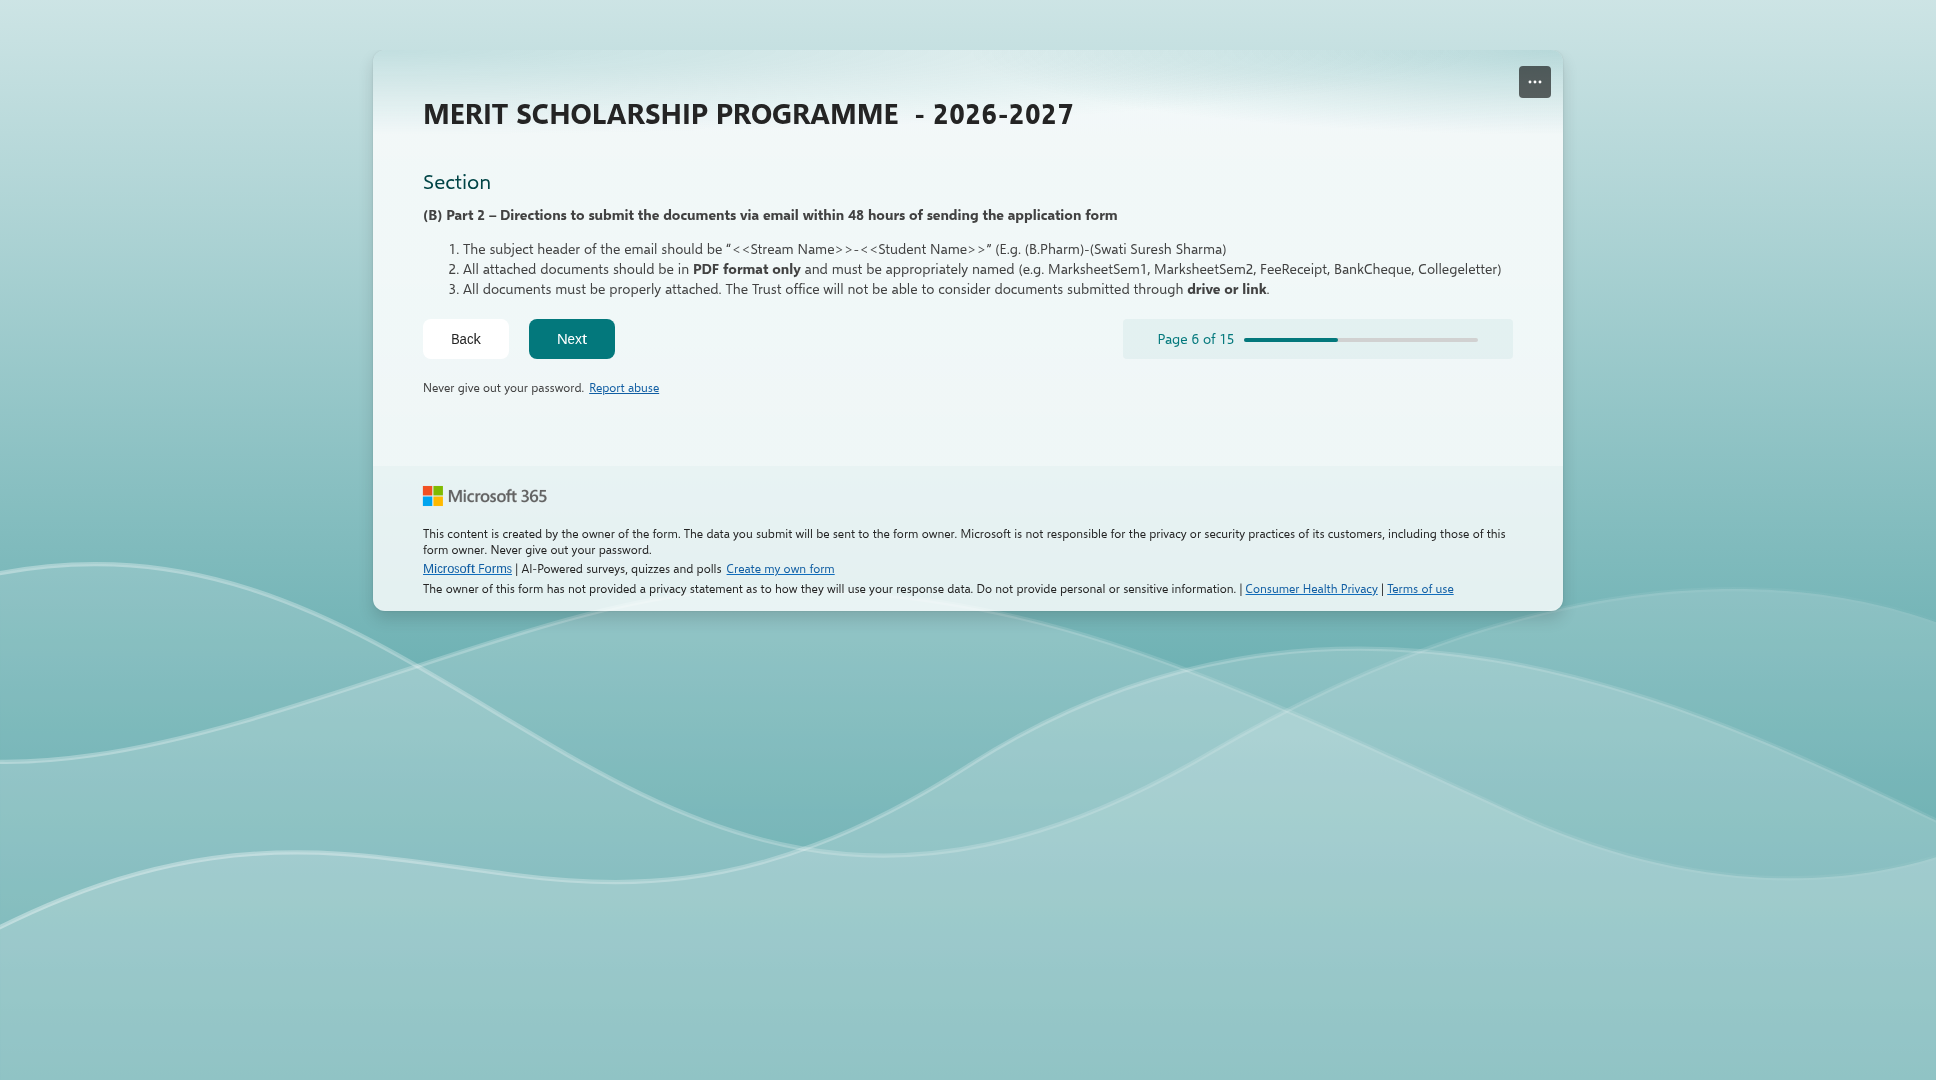 MERIT SCHOLARSHIP PROGRAMME  - 2026-2027
Section
(B) Part 2 – Directions to submit the documents via email within 48 hours of sending the application form
1. The subject header of the email should be “<<Stream Name>>-<<Student Name>>” (E.g. (B.Pharm)-(Swati Suresh Sharma)
2. All attached documents should be in PDF format only and must be appropriately named (e.g. MarksheetSem1, MarksheetSem2, FeeReceipt, BankCheque, Collegeletter)
3. All documents must be properly attached. The Trust office will not be able to consider documents submitted through drive or link.
Back Next Page 6 of 15
Never give out your password. Report abuse
Microsoft 365
This content is created by the owner of the form. The data you submit will be sent to the form owner. Microsoft is not responsible for the privacy or security practices of its customers, including those of this
form owner. Never give out your password.
Microsoft Forms | AI-Powered surveys, quizzes and polls Create my own form
The owner of this form has not provided a privacy statement as to how they will use your response data. Do not provide personal or sensitive information. | Consumer Health Privacy | Terms of use